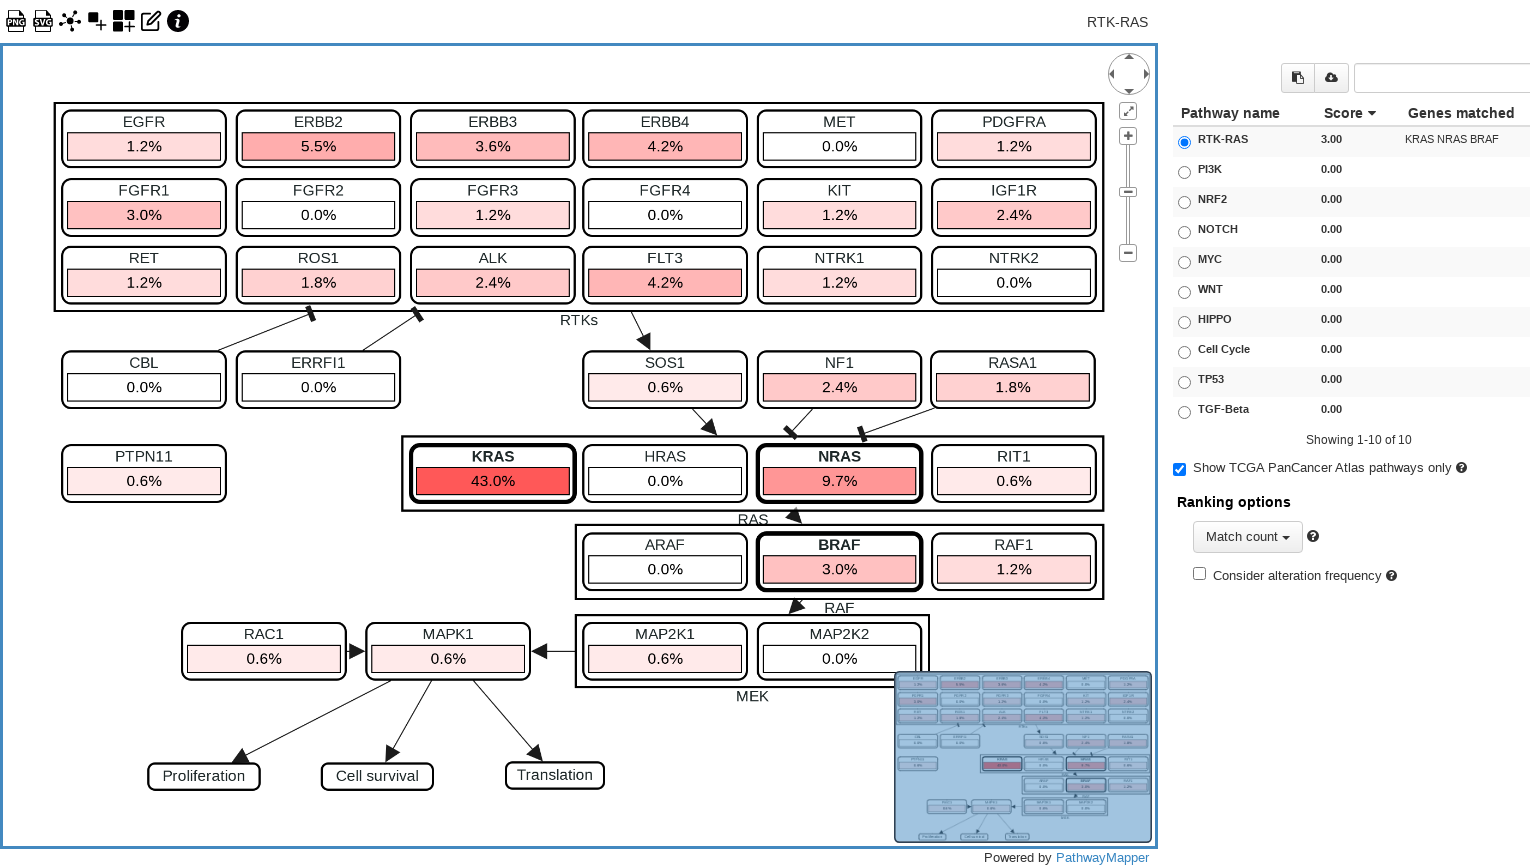 PNG SVG RTK-RAS
EGFR ERBB2 ERBB3 ERBB4 MET PDGFRA
1.2% 5.5% 3.6% 4.2% 0.0% 1.2%
FGFR1 FGFR2 FGFR3 FGFR4 KIT IGF1R
3.0% 0.0% 1.2% 0.0% 1.2% 2.4%
RET ROS1 ALK FLT3 NTRK1 NTRK2
1.2% 1.8% 2.4% 4.2% 1.2% 0.0%
RTKs
CBL ERRFI1 SOS1 NF1 RASA1
0.0% 0.0% 0.6% 2.4% 1.8%
PTPN11 KRAS HRAS NRAS RIT1
0.6% 43.0% 0.0% 9.7% 0.6%
RAS
ARAF BRAF RAF1
0.0% 3.0% 1.2%
RAF
RAC1 MAPK1 MAP2K1 MAP2K2
0.6% 0.6% 0.6% 0.0%
MEK
Proliferation Cell survival Translation
Powered by PathwayMapper
Pathway name Score Genes matched
RTK-RAS 3.00 KRAS NRAS BRAF
PI3K 0.00
NRF2 0.00
NOTCH 0.00
MYC 0.00
WNT 0.00
HIPPO 0.00
Cell Cycle 0.00
TP53 0.00
TGF-Beta 0.00
Showing 1-10 of 10
Show TCGA PanCancer Atlas pathways only
Ranking options
Match count
Consider alteration frequency